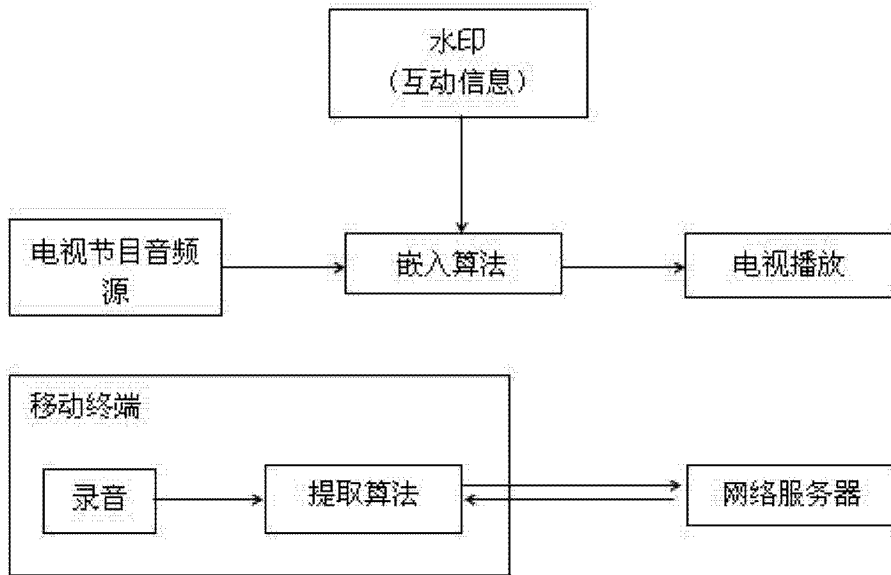 水印
（互动信息）
电视节目音频
源
嵌入算法
电视播放
移动终端
录音
提取算法
网络服务器